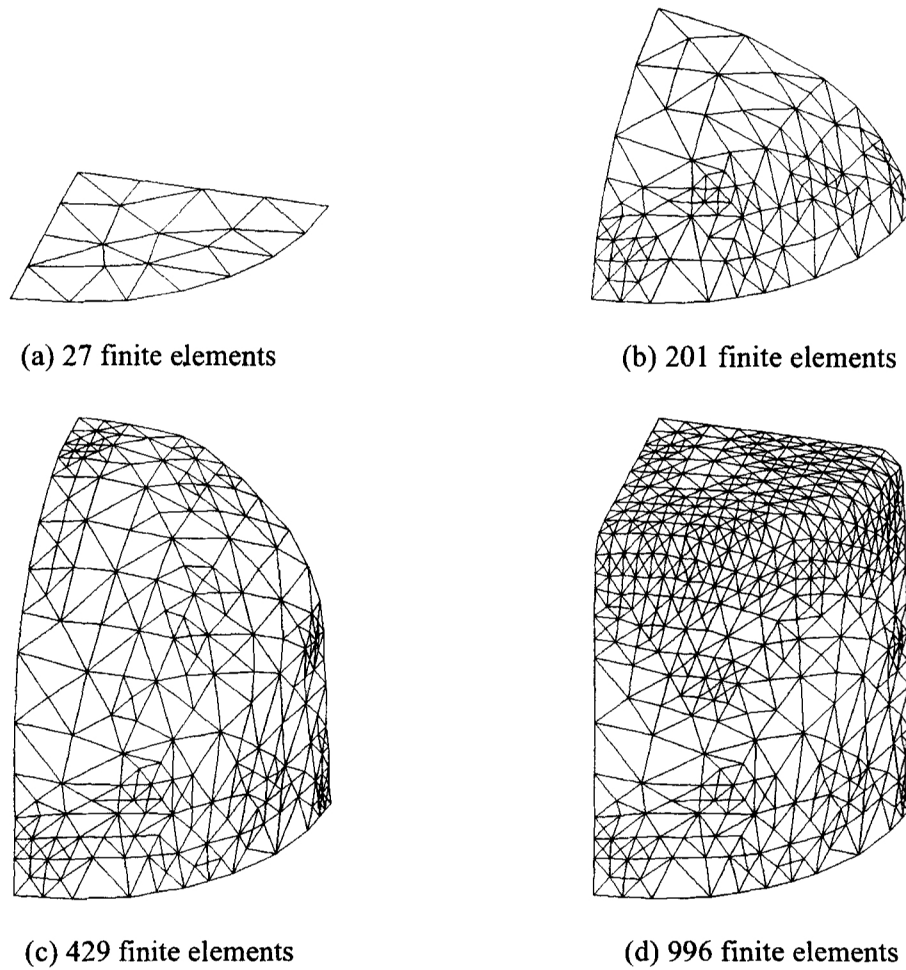 (a) 27 finite elements
(b) 201 finite elements
(c) 429 finite elements
(d) 996 finite elements